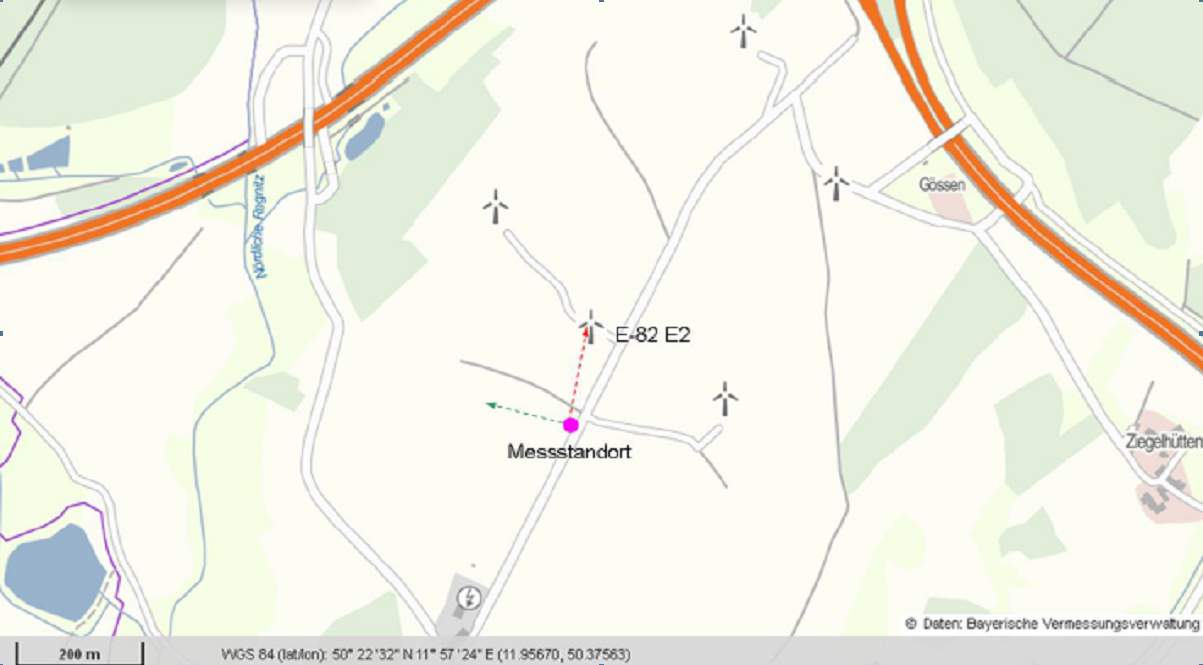 Gössen
Nördliche Regnitz
E-82 E2
Messstandort
Ziegelhütten
© Daten: Bayerische Vermessungsverwaltung
200 m
WGS 84 (lat/lon): 50° 22 '32" N 11° 57 '24" E (11.95670, 50.37563)